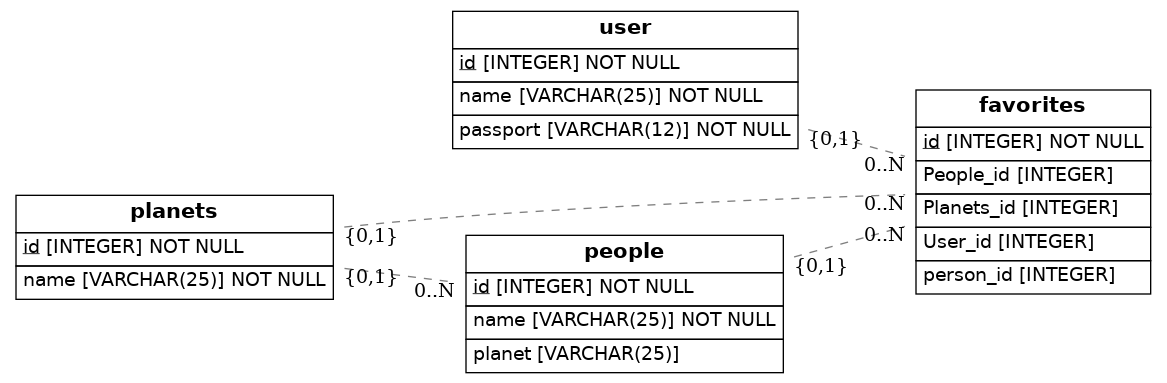 user
id [INTEGER] NOT NULL
name [VARCHAR(25)] NOT NULL
passport [VARCHAR(12)] NOT NULL
{0,1}
0..N
favorites
id [INTEGER] NOT NULL
People_id [INTEGER]
Planets_id [INTEGER]
User_id [INTEGER]
person_id [INTEGER]
planets
id [INTEGER] NOT NULL
name [VARCHAR(25)] NOT NULL
{0,1}
0..N
{0,1}
0..N
people
id [INTEGER] NOT NULL
name [VARCHAR(25)] NOT NULL
planet [VARCHAR(25)]
{0,1}
0..N